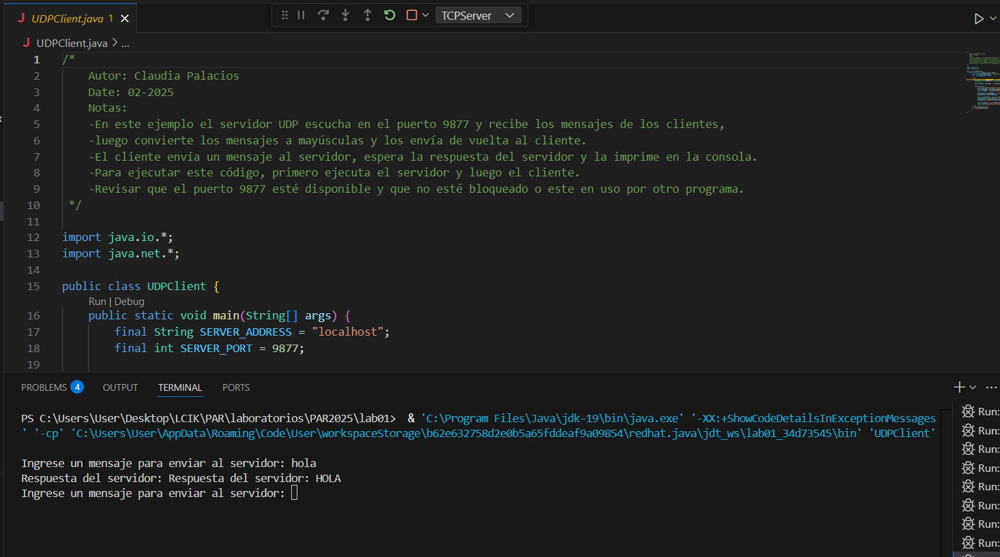 UDPClient.java 1
TCPServer
UDPClient.java > ...
1 /*
2 Autor: Claudia Palacios
3 Date: 02-2025
4 Notas:
5 -En este ejemplo el servidor UDP escucha en el puerto 9877 y recibe los mensajes de los clientes,
6 -luego convierte los mensajes a mayúsculas y los envía de vuelta al cliente.
7 -El cliente envía un mensaje al servidor, espera la respuesta del servidor y la imprime en la consola.
8 -Para ejecutar este código, primero ejecuta el servidor y luego el cliente.
9 -Revisar que el puerto 9877 esté disponible y que no esté bloqueado o este en uso por otro programa.
10 */
11
12 import java.io.*;
13 import java.net.*;
14
15 public class UDPClient {
Run | Debug
16 public static void main(String[] args) {
17 final String SERVER_ADDRESS = "localhost";
18 final int SERVER_PORT = 9877;
19
PROBLEMS 4 OUTPUT TERMINAL PORTS
PS C:\Users\User\Desktop\LCIK\PAR\laboratorios\PAR2025\lab01> & 'C:\Program Files\Java\jdk-19\bin\java.exe' '-XX:+ShowCodeDetailsInExceptionMessages
' '-cp' 'C:\Users\User\AppData\Roaming\Code\User\workspaceStorage\b62e632758d2e0b5a65fddeaf9a09854\redhat.java\jdt_ws\lab01_34d73545\bin' 'UDPClient'
Ingrese un mensaje para enviar al servidor: hola
Respuesta del servidor: Respuesta del servidor: HOLA
Ingrese un mensaje para enviar al servidor:
Run:
Run:
Run:
Run:
Run:
Run:
Run:
Run: